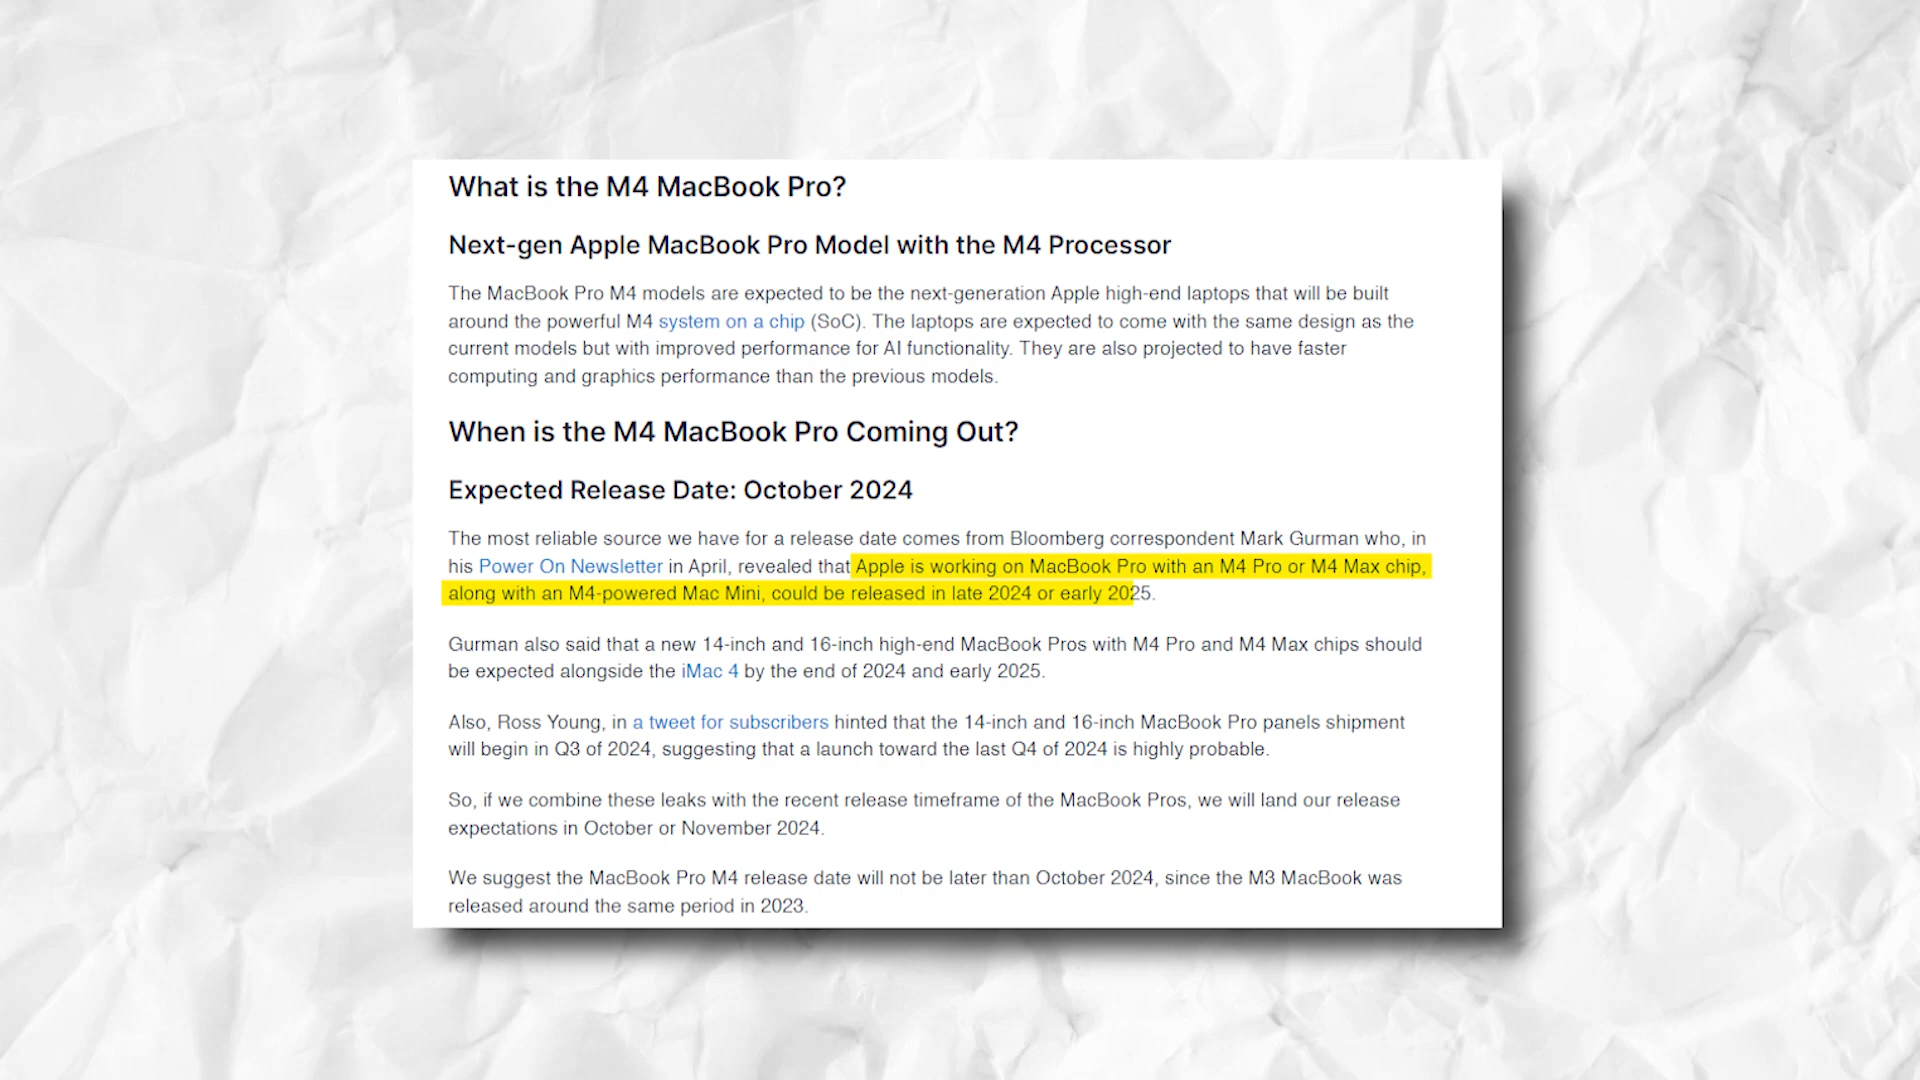 What is the M4 MacBook Pro?
Next-gen Apple MacBook Pro Model with the M4 Processor
The MacBook Pro M4 models are expected to be the next-generation Apple high-end laptops that will be built
around the powerful M4 system on a chip (SoC). The laptops are expected to come with the same design as the
current models but with improved performance for AI functionality. They are also projected to have faster
computing and graphics performance than the previous models.
When is the M4 MacBook Pro Coming Out?
Expected Release Date: October 2024
The most reliable source we have for a release date comes from Bloomberg correspondent Mark Gurman who, in
his Power On Newsletter in April, revealed that Apple is working on MacBook Pro with an M4 Pro or M4 Max chip,
along with an M4-powered Mac Mini, could be released in late 2024 or early 2025.
Gurman also said that a new 14-inch and 16-inch high-end MacBook Pros with M4 Pro and M4 Max chips should
be expected alongside the iMac 4 by the end of 2024 and early 2025.
Also, Ross Young, in a tweet for subscribers hinted that the 14-inch and 16-inch MacBook Pro panels shipment
will begin in Q3 of 2024, suggesting that a launch toward the last Q4 of 2024 is highly probable.
So, if we combine these leaks with the recent release timeframe of the MacBook Pros, we will land our release
expectations in October or November 2024.
We suggest the MacBook Pro M4 release date will not be later than October 2024, since the M3 MacBook was
released around the same period in 2023.